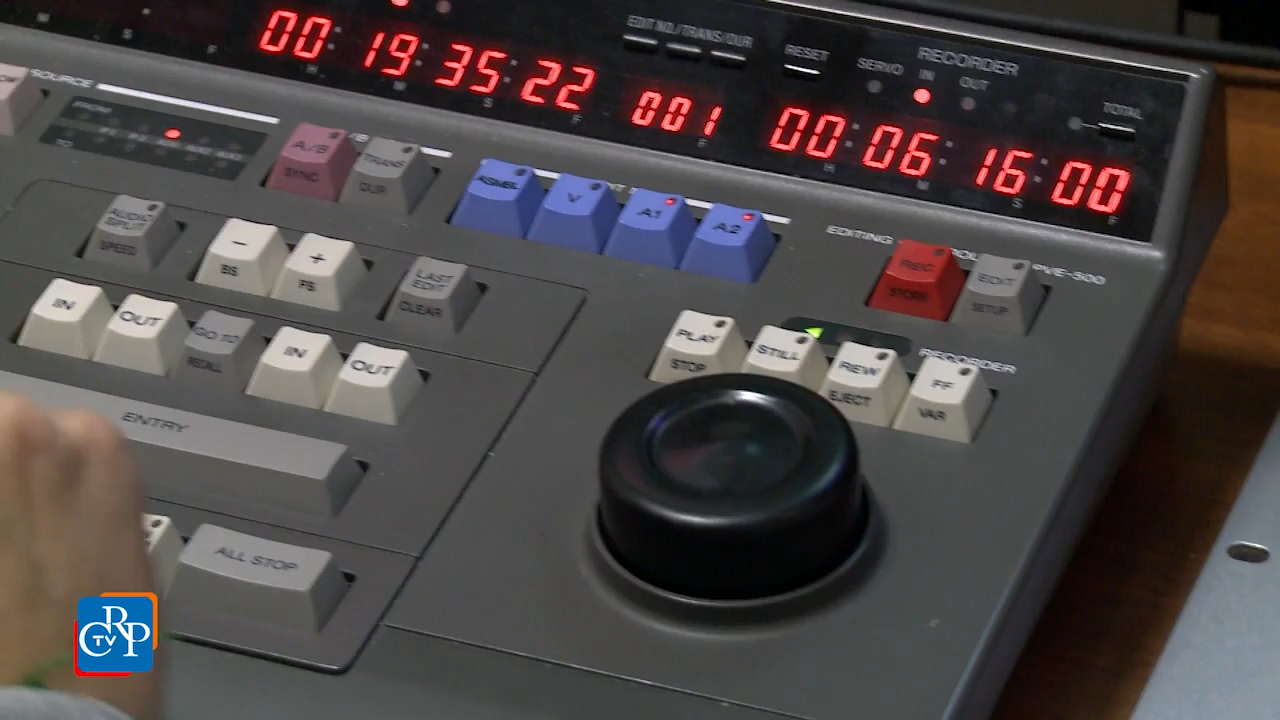 EDIT NO./TRANS/DUR
RESET
RECORDER
SERVO IN OUT
TOTAL
00 : 19 : 35 : 22
H M S F
001
F
00 : 06 : 16 : 00
H M S F
M S F
SOURCE
FROM
TO
A/B
SYNC
TRANS
DUR
ASMBL
V
A1
A2
EDITING
PVE-500
REC
EDIT
SETUP
AUDIO
SPLIT
SPEED
-
BS
+
FS
LAST
EDIT
CLEAR
IN
OUT
GO TO
RECALL
IN
OUT
PLAY
STOP
STILL
REW
EJECT
RECORDER
FF
VAR
ENTRY
ALL STOP
CRP
TV